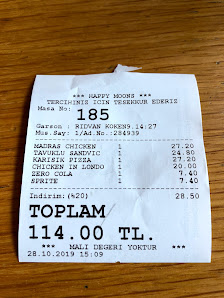 *** HAPPY MOONS ***
TERCIHINIZ ICIN TESEKKUR EDERIZ
Masa No: 185
Garson : RIDVAN KOKEN9.14:27
Mus.Say: 1/Ad.No.:284939
MADRAS CHICKEN 1 27.20
TAVUKLU SANDVIC 1 24.80
KARISIK PIZZA 1 27.20
CHICKEN IN LONDO 1 20.00
ZERO COLA 1 7.40
SPRITE 1 7.40
Indirim:(%20) 28.50
TOPLAM
114.00 TL.
*** MALI DEGERI YOKTUR ***
28.10.2019 15:09